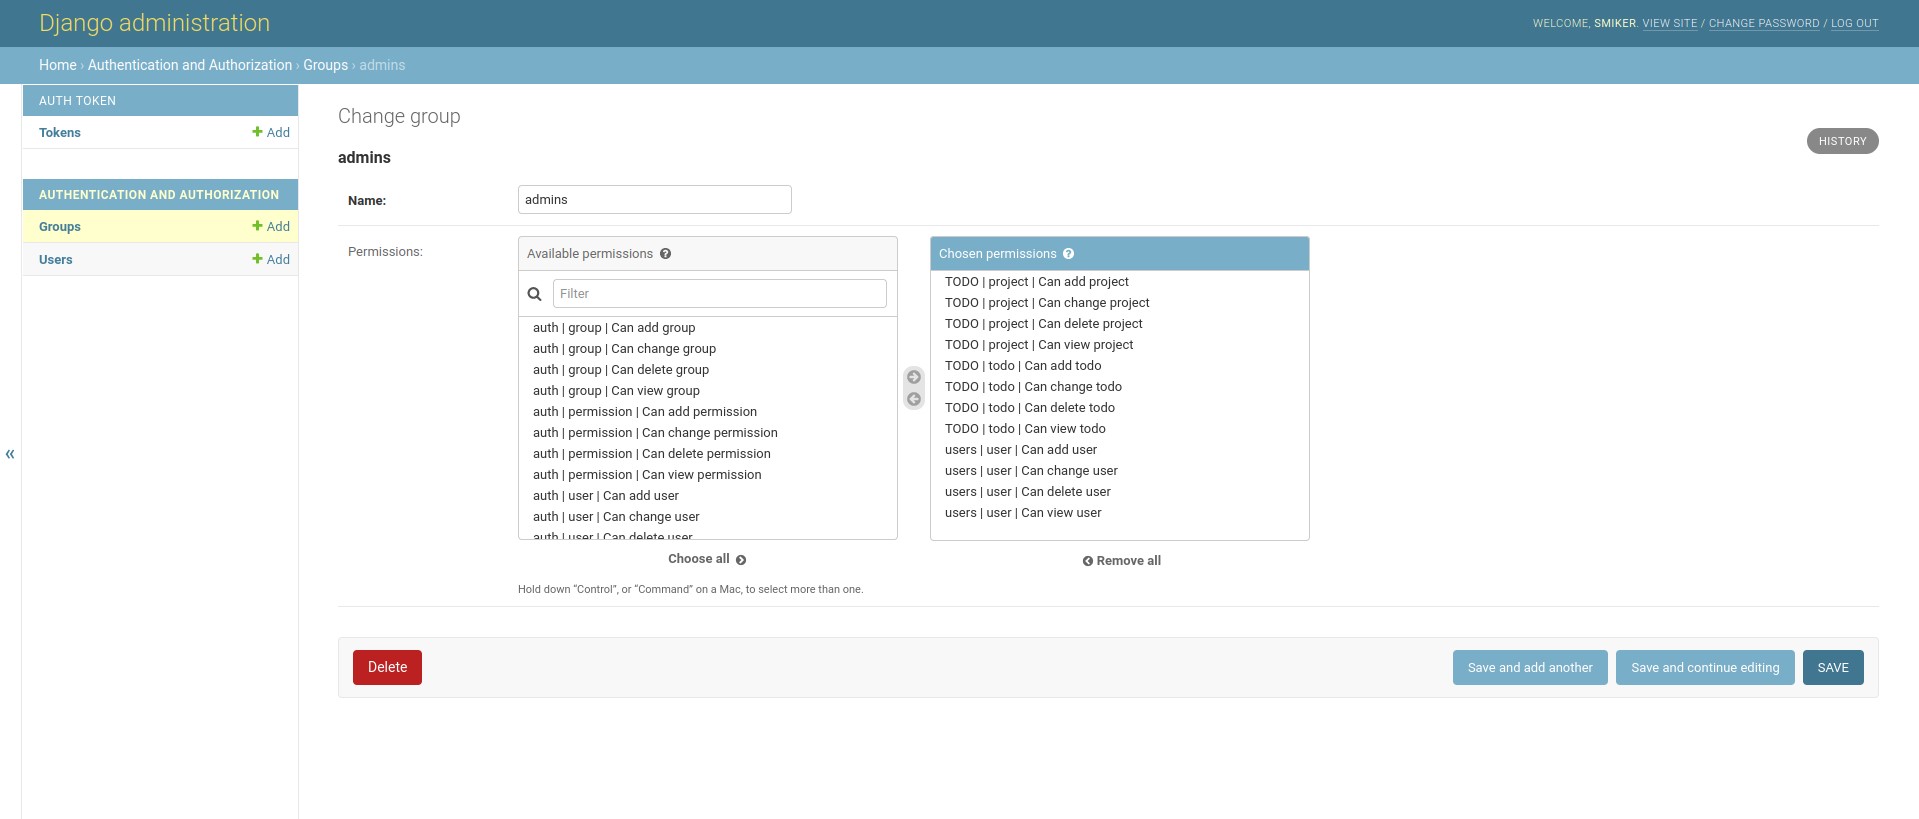 Django administration
WELCOME, SMIKER. VIEW SITE / CHANGE PASSWORD / LOG OUT
Home › Authentication and Authorization › Groups › admins
AUTH TOKEN
Tokens + Add
AUTHENTICATION AND AUTHORIZATION
Groups + Add
Users + Add
«
Change group
HISTORY
admins
Name: admins
Permissions:
Available permissions ?
Filter
auth | group | Can add group
auth | group | Can change group
auth | group | Can delete group
auth | group | Can view group
auth | permission | Can add permission
auth | permission | Can change permission
auth | permission | Can delete permission
auth | permission | Can view permission
auth | user | Can add user
auth | user | Can change user
auth | user | Can delete user
Choose all
Chosen permissions ?
TODO | project | Can add project
TODO | project | Can change project
TODO | project | Can delete project
TODO | project | Can view project
TODO | todo | Can add todo
TODO | todo | Can change todo
TODO | todo | Can delete todo
TODO | todo | Can view todo
users | user | Can add user
users | user | Can change user
users | user | Can delete user
users | user | Can view user
Remove all
Hold down “Control”, or “Command” on a Mac, to select more than one.
Delete
Save and add another
Save and continue editing
SAVE